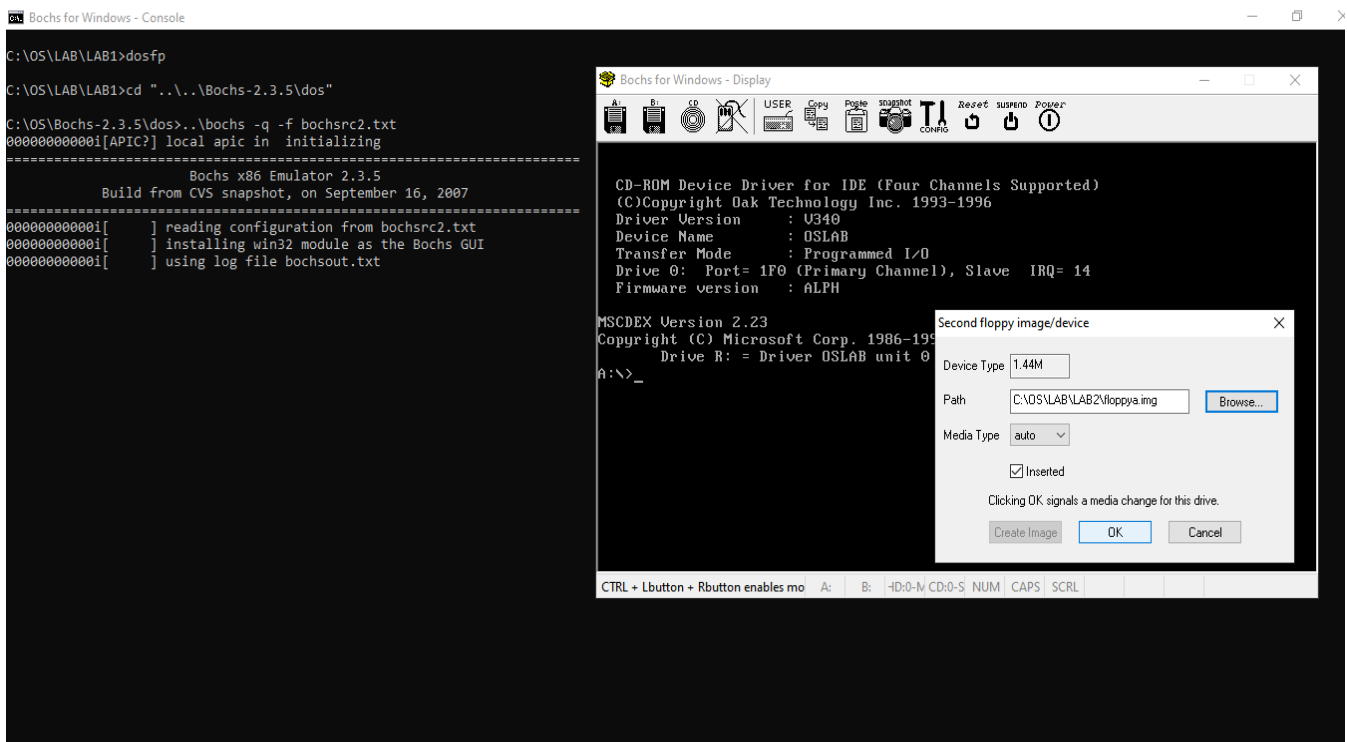 Bochs for Windows - Console
C:\OS\LAB\LAB1>dosfp
C:\OS\LAB\LAB1>cd "..\..\Bochs-2.3.5\dos"
C:\OS\Bochs-2.3.5\dos>..\bochs -q -f bochsrc2.txt
00000000000i[APIC?] local apic in  initializing
========================================================================
Bochs x86 Emulator 2.3.5
Build from CVS snapshot, on September 16, 2007
========================================================================
00000000000i[     ] reading configuration from bochsrc2.txt
00000000000i[     ] installing win32 module as the Bochs GUI
00000000000i[     ] using log file bochsout.txt
Bochs for Windows - Display
A: B: CD USER Copy Paste snapshot CONFIG Reset SUSPEND Power
CD-ROM Device Driver for IDE (Four Channels Supported)
(C)Copyright Oak Technology Inc. 1993-1996
Driver Version : V340
Device Name : OSLAB
Transfer Mode : Programmed I/O
Drive 0: Port= 1F0 (Primary Channel), Slave IRQ= 14
Firmware version : ALPH
MSCDEX Version 2.23
Copyright (C) Microsoft Corp. 1986-199
Drive R: = Driver OSLAB unit 0
A:\>_
Second floppy image/device
Device Type 1.44M
Path C:\OS\LAB\LAB2\floppya.img Browse...
Media Type auto
Inserted
Clicking OK signals a media change for this drive.
Create Image OK Cancel
CTRL + Lbutton + Rbutton enables mo A: B: HD:0-M CD:0-S NUM CAPS SCRL